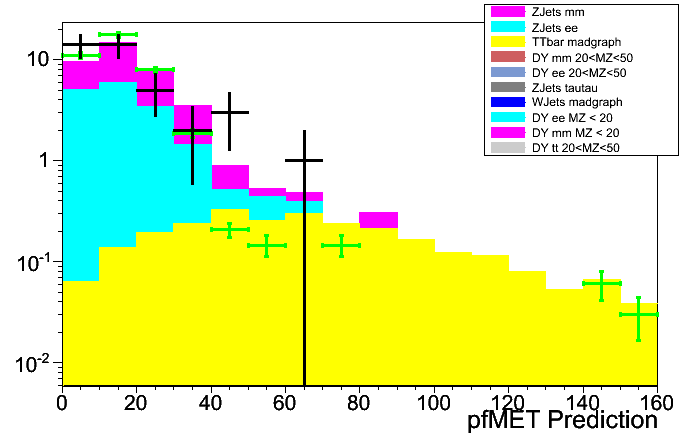 ZJets mm
ZJets ee
TTbar madgraph
DY mm 20<MZ<50
DY ee 20<MZ<50
ZJets tautau
WJets madgraph
DY ee MZ < 20
DY mm MZ < 20
DY tt 20<MZ<50
10
1
10⁻¹
10⁻²
0 20 40 60 80 100 120 140 160
pfMET Prediction